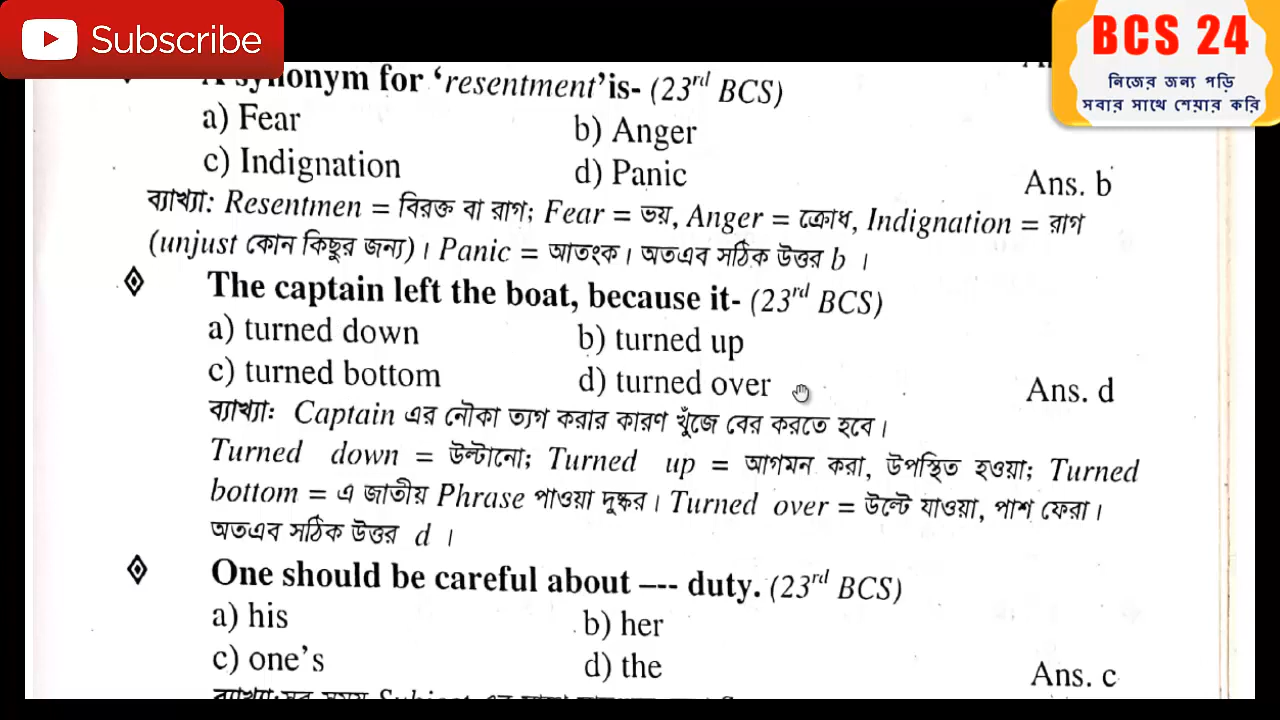 Subscribe
BCS 24
নিজের জন্য পড়ি
সবার সাথে শেয়ার করি
A synonym for ‘resentment’is- (23rd BCS)
a) Fear b) Anger
c) Indignation d) Panic Ans. b
ব্যাখ্যা: Resentmen = বিরক্ত বা রাগ; Fear = ভয়, Anger = ক্রোধ, Indignation = রাগ
(unjust কোন কিছুর জন্য)। Panic = আতংক। অতএব সঠিক উত্তর b ।
The captain left the boat, because it- (23rd BCS)
a) turned down b) turned up
c) turned bottom d) turned over Ans. d
ব্যাখ্যাঃ Captain এর নৌকা ত্যগ করার কারণ খুঁজে বের করতে হবে।
Turned down = উল্টানো; Turned up = আগমন করা, উপস্থিত হওয়া; Turned
bottom = এ জাতীয় Phrase পাওয়া দুষ্কর। Turned over = উল্টে যাওয়া, পাশ ফেরা।
অতএব সঠিক উত্তর d ।
One should be careful about –-- duty. (23rd BCS)
a) his b) her
c) one’s d) the Ans. c